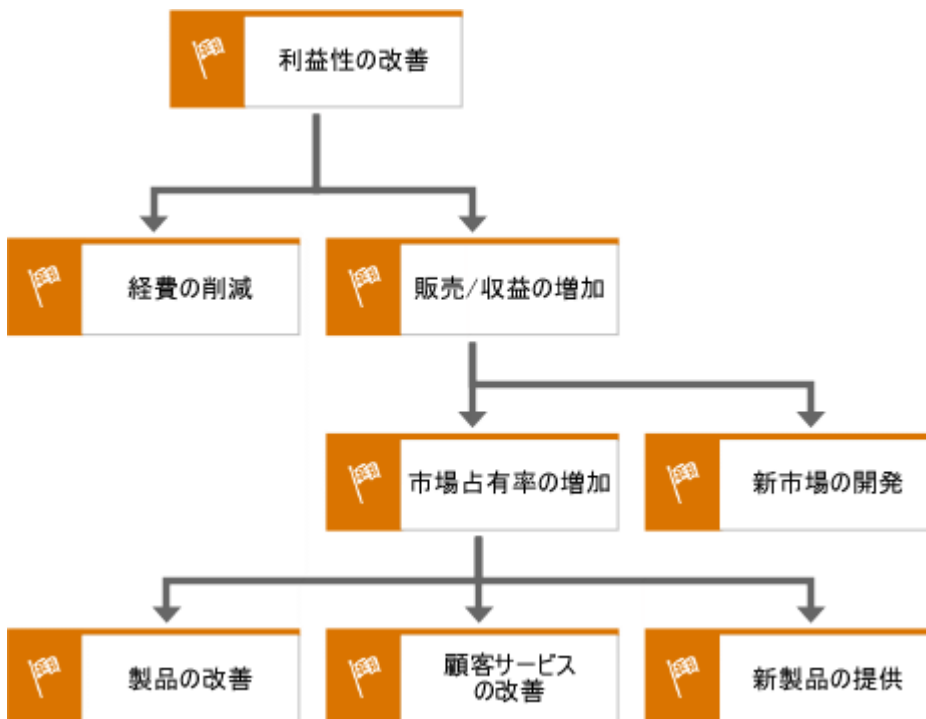 利益性の改善
経費の削減
販売/収益の増加
市場占有率の増加
新市場の開発
製品の改善
顧客サービス
の改善
新製品の提供